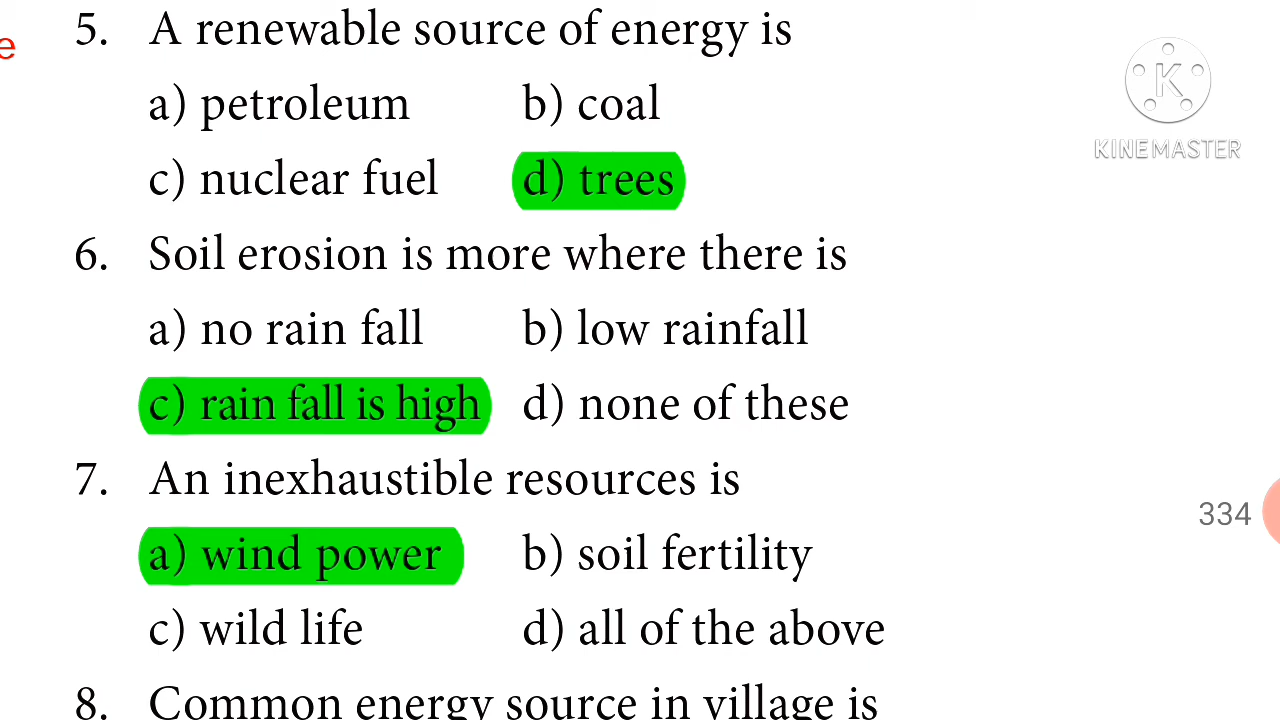 e
5. A renewable source of energy is
a) petroleum b) coal
c) nuclear fuel d) trees
6. Soil erosion is more where there is
a) no rain fall b) low rainfall
c) rain fall is high d) none of these
7. An inexhaustible resources is
a) wind power b) soil fertility
c) wild life d) all of the above
8. Common energy source in village is
K
KINEMASTER
334